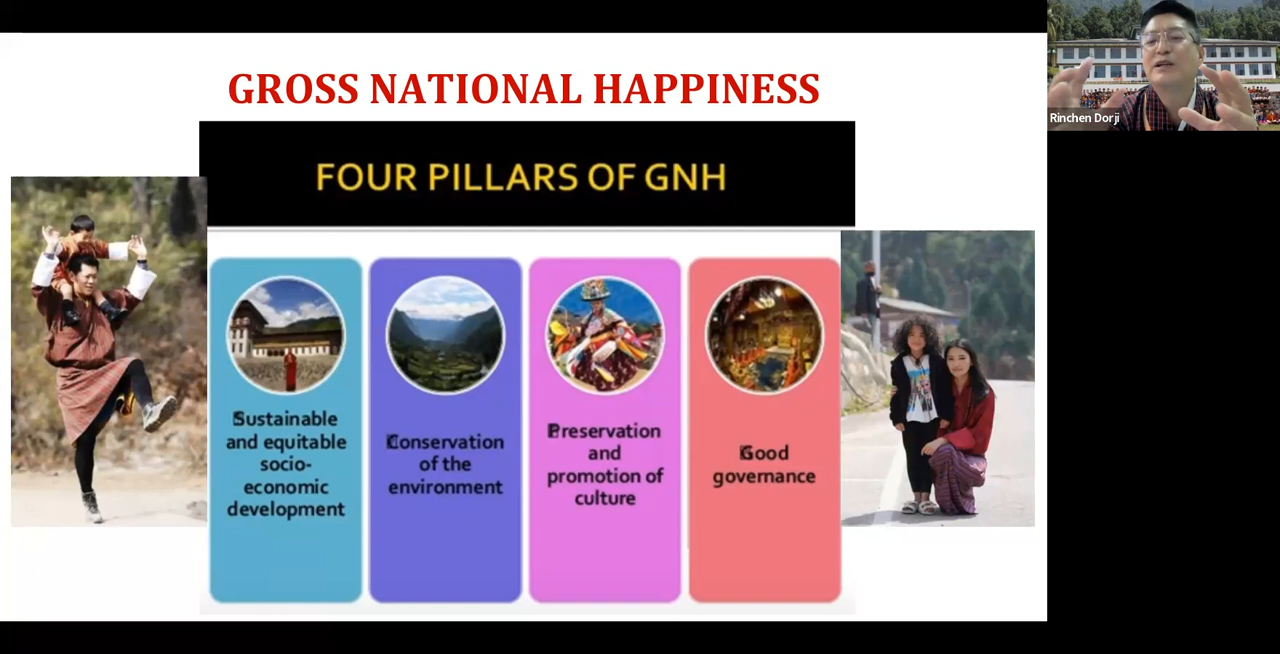 GROSS NATIONAL HAPPINESS
FOUR PILLARS OF GNH
Sustainable
and equitable
socio-
economic
development
Conservation
of the
environment
Preservation
and
promotion of
culture
Good
governance
Rinchen Dorji